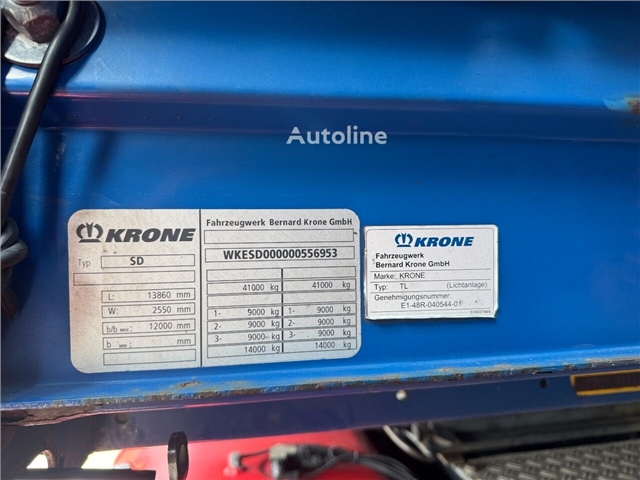 Autoline
KRONE
Typ SD
L: 13860 mm
W: 2550 mm
b/b MAX: 12000 mm
b MIN: mm
Fahrzeugwerk Bernard Krone GmbH
WKESD000000556953
41000 kg 41000 kg
1- 9000 kg 1- 9000 kg
2- 9000 kg 2- 9000 kg
3- 9000 kg 3- 9000 kg
14000 kg 14000 kg
KRONE
Fahrzeugwerk
Bernard Krone GmbH
Marke: KRONE
Typ: TL (Lichtanlage)
Genehmigungsnummer:
E1-48R-040544-01